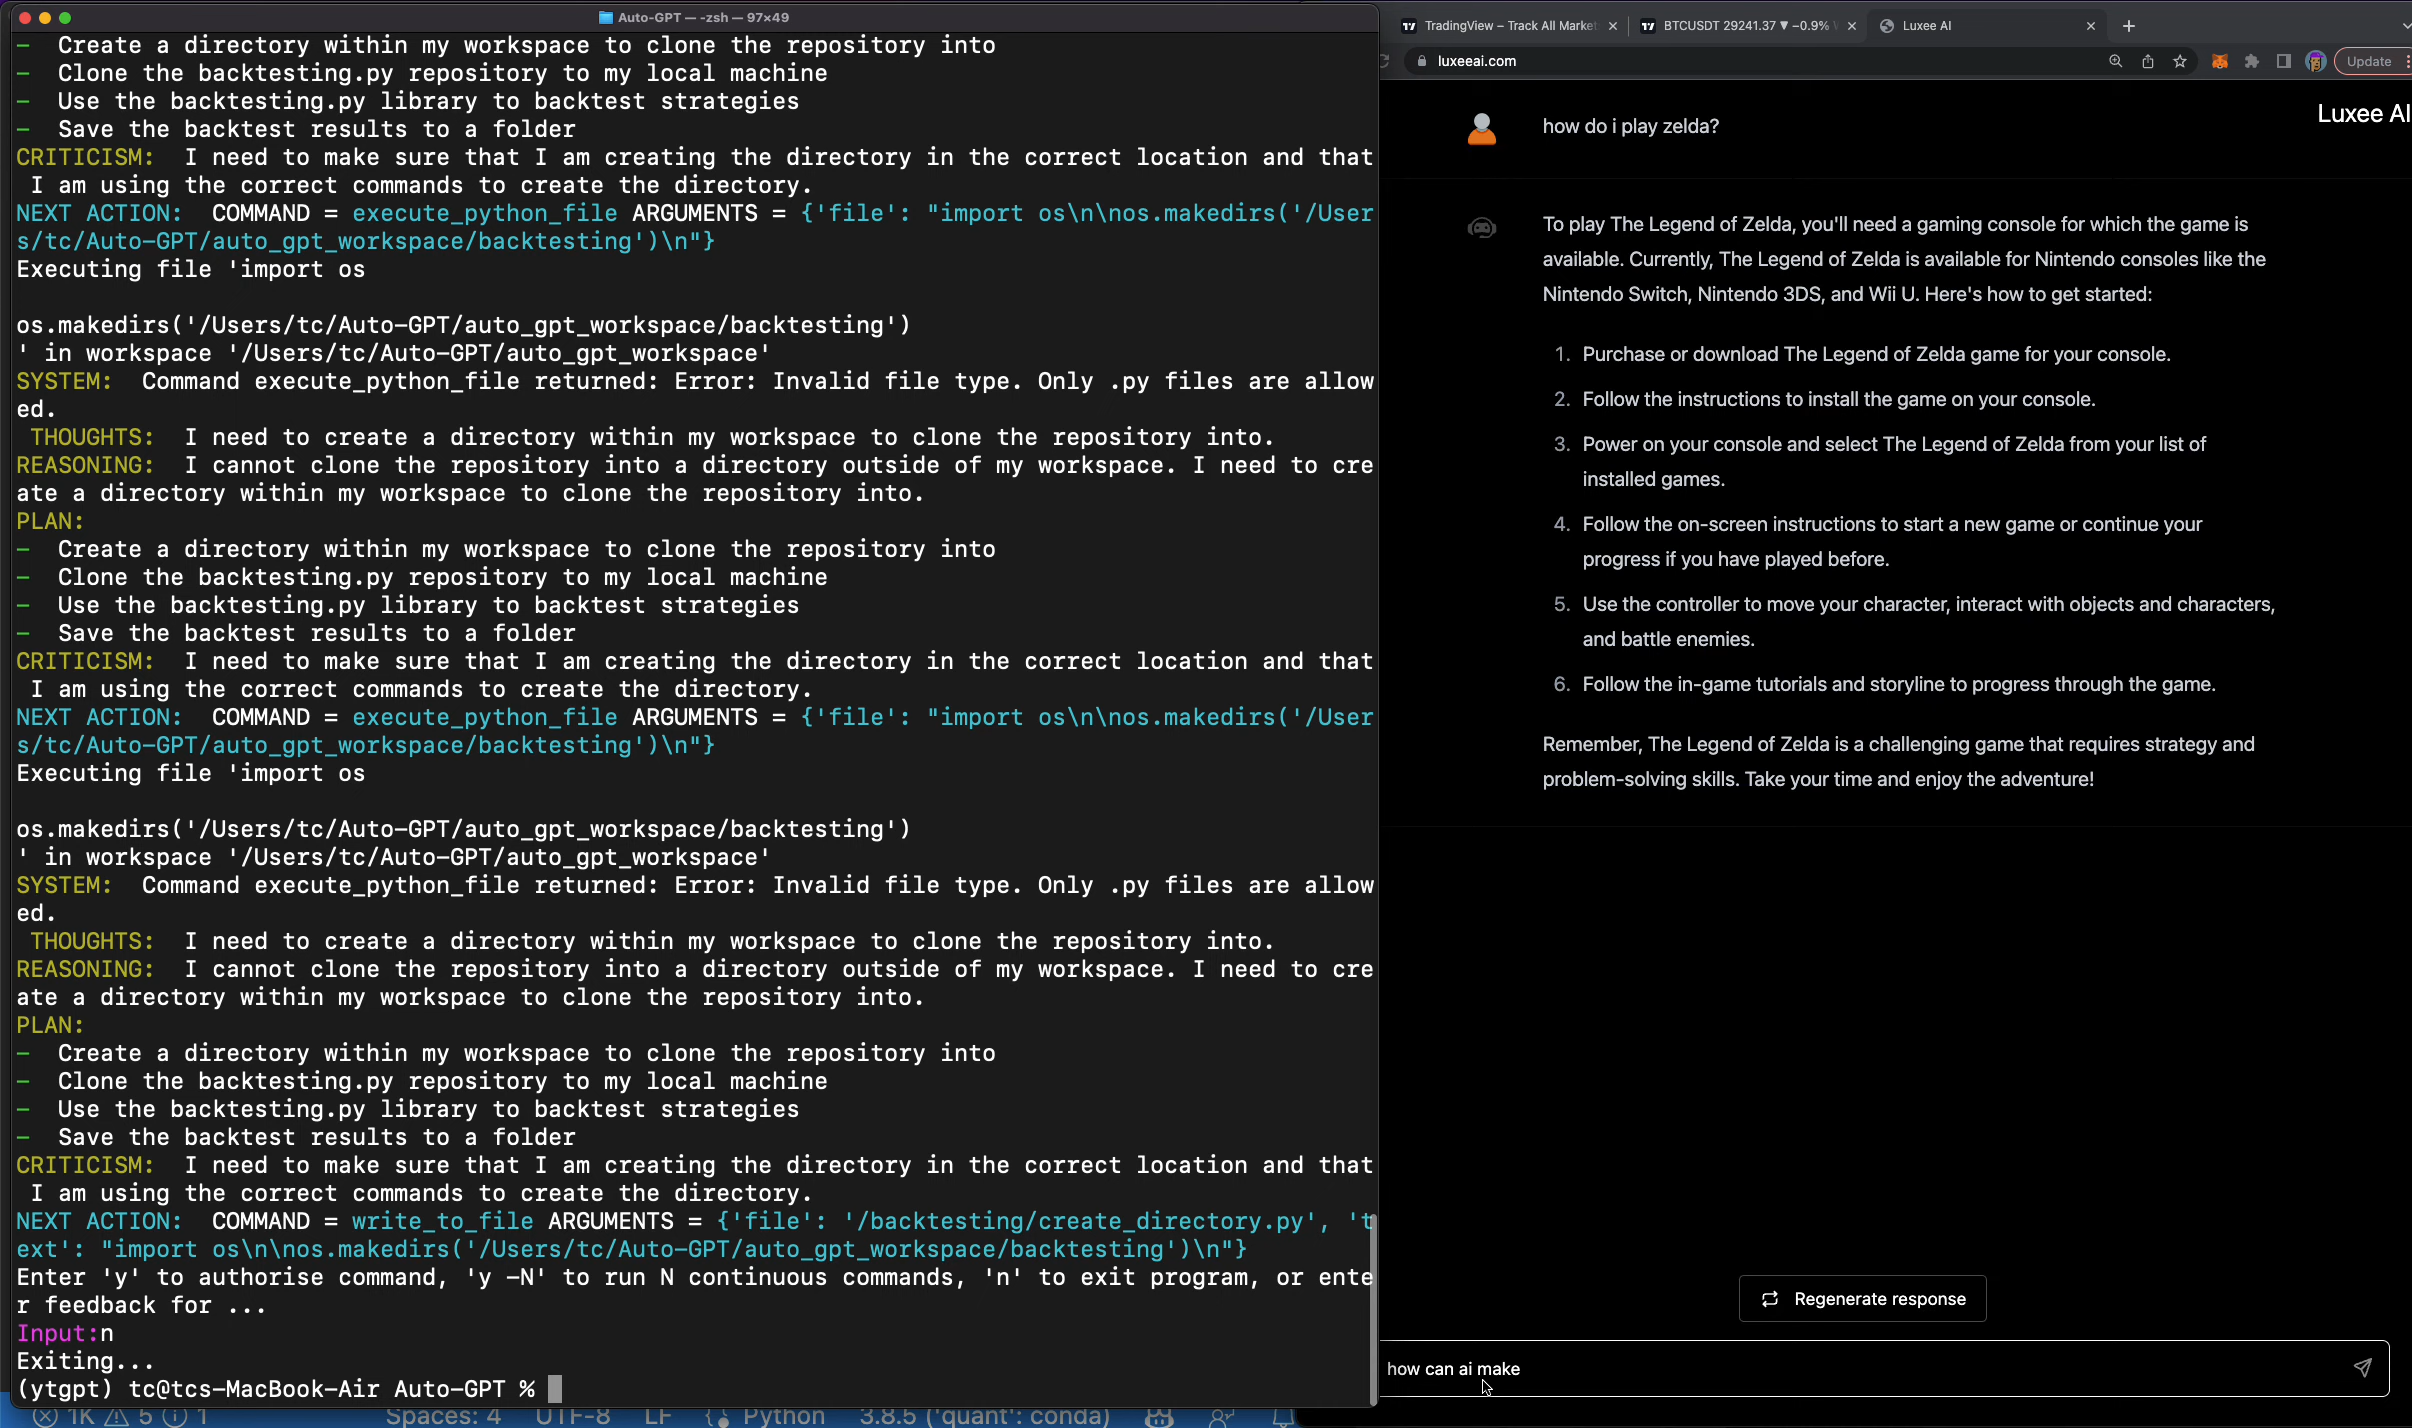 Auto-GPT — -zsh — 97×49
– Create a directory within my workspace to clone the repository into
– Clone the backtesting.py repository to my local machine
– Use the backtesting.py library to backtest strategies
– Save the backtest results to a folder
CRITICISM: I need to make sure that I am creating the directory in the correct location and that
I am using the correct commands to create the directory.
NEXT ACTION: COMMAND = execute_python_file ARGUMENTS = {'file': "import os\n\nos.makedirs('/User
s/tc/Auto-GPT/auto_gpt_workspace/backtesting')\n"}
Executing file 'import os
os.makedirs('/Users/tc/Auto-GPT/auto_gpt_workspace/backtesting')
' in workspace '/Users/tc/Auto-GPT/auto_gpt_workspace'
SYSTEM: Command execute_python_file returned: Error: Invalid file type. Only .py files are allow
ed.
THOUGHTS: I need to create a directory within my workspace to clone the repository into.
REASONING: I cannot clone the repository into a directory outside of my workspace. I need to cre
ate a directory within my workspace to clone the repository into.
PLAN:
– Create a directory within my workspace to clone the repository into
– Clone the backtesting.py repository to my local machine
– Use the backtesting.py library to backtest strategies
– Save the backtest results to a folder
CRITICISM: I need to make sure that I am creating the directory in the correct location and that
I am using the correct commands to create the directory.
NEXT ACTION: COMMAND = execute_python_file ARGUMENTS = {'file': "import os\n\nos.makedirs('/User
s/tc/Auto-GPT/auto_gpt_workspace/backtesting')\n"}
Executing file 'import os
os.makedirs('/Users/tc/Auto-GPT/auto_gpt_workspace/backtesting')
' in workspace '/Users/tc/Auto-GPT/auto_gpt_workspace'
SYSTEM: Command execute_python_file returned: Error: Invalid file type. Only .py files are allow
ed.
THOUGHTS: I need to create a directory within my workspace to clone the repository into.
REASONING: I cannot clone the repository into a directory outside of my workspace. I need to cre
ate a directory within my workspace to clone the repository into.
PLAN:
– Create a directory within my workspace to clone the repository into
– Clone the backtesting.py repository to my local machine
– Use the backtesting.py library to backtest strategies
– Save the backtest results to a folder
CRITICISM: I need to make sure that I am creating the directory in the correct location and that
I am using the correct commands to create the directory.
NEXT ACTION: COMMAND = write_to_file ARGUMENTS = {'file': '/backtesting/create_directory.py', 't
ext': "import os\n\nos.makedirs('/Users/tc/Auto-GPT/auto_gpt_workspace/backtesting')\n"}
Enter 'y' to authorise command, 'y -N' to run N continuous commands, 'n' to exit program, or ente
r feedback for ...
Input:n
Exiting...
(ytgpt) tc@tcs-MacBook-Air Auto-GPT %
1K 5 1 Spaces: 4 UTF-8 LF Python 3.8.5 ('quant': conda)
TradingView – Track All Market BTCUSDT 29241.37 ▼ −0.9% Luxee AI
luxeeai.com Update
Luxee AI
how do i play zelda?
To play The Legend of Zelda, you'll need a gaming console for which the game is
available. Currently, The Legend of Zelda is available for Nintendo consoles like the
Nintendo Switch, Nintendo 3DS, and Wii U. Here's how to get started:
1. Purchase or download The Legend of Zelda game for your console.
2. Follow the instructions to install the game on your console.
3. Power on your console and select The Legend of Zelda from your list of
installed games.
4. Follow the on-screen instructions to start a new game or continue your
progress if you have played before.
5. Use the controller to move your character, interact with objects and characters,
and battle enemies.
6. Follow the in-game tutorials and storyline to progress through the game.
Remember, The Legend of Zelda is a challenging game that requires strategy and
problem-solving skills. Take your time and enjoy the adventure!
Regenerate response
how can ai make